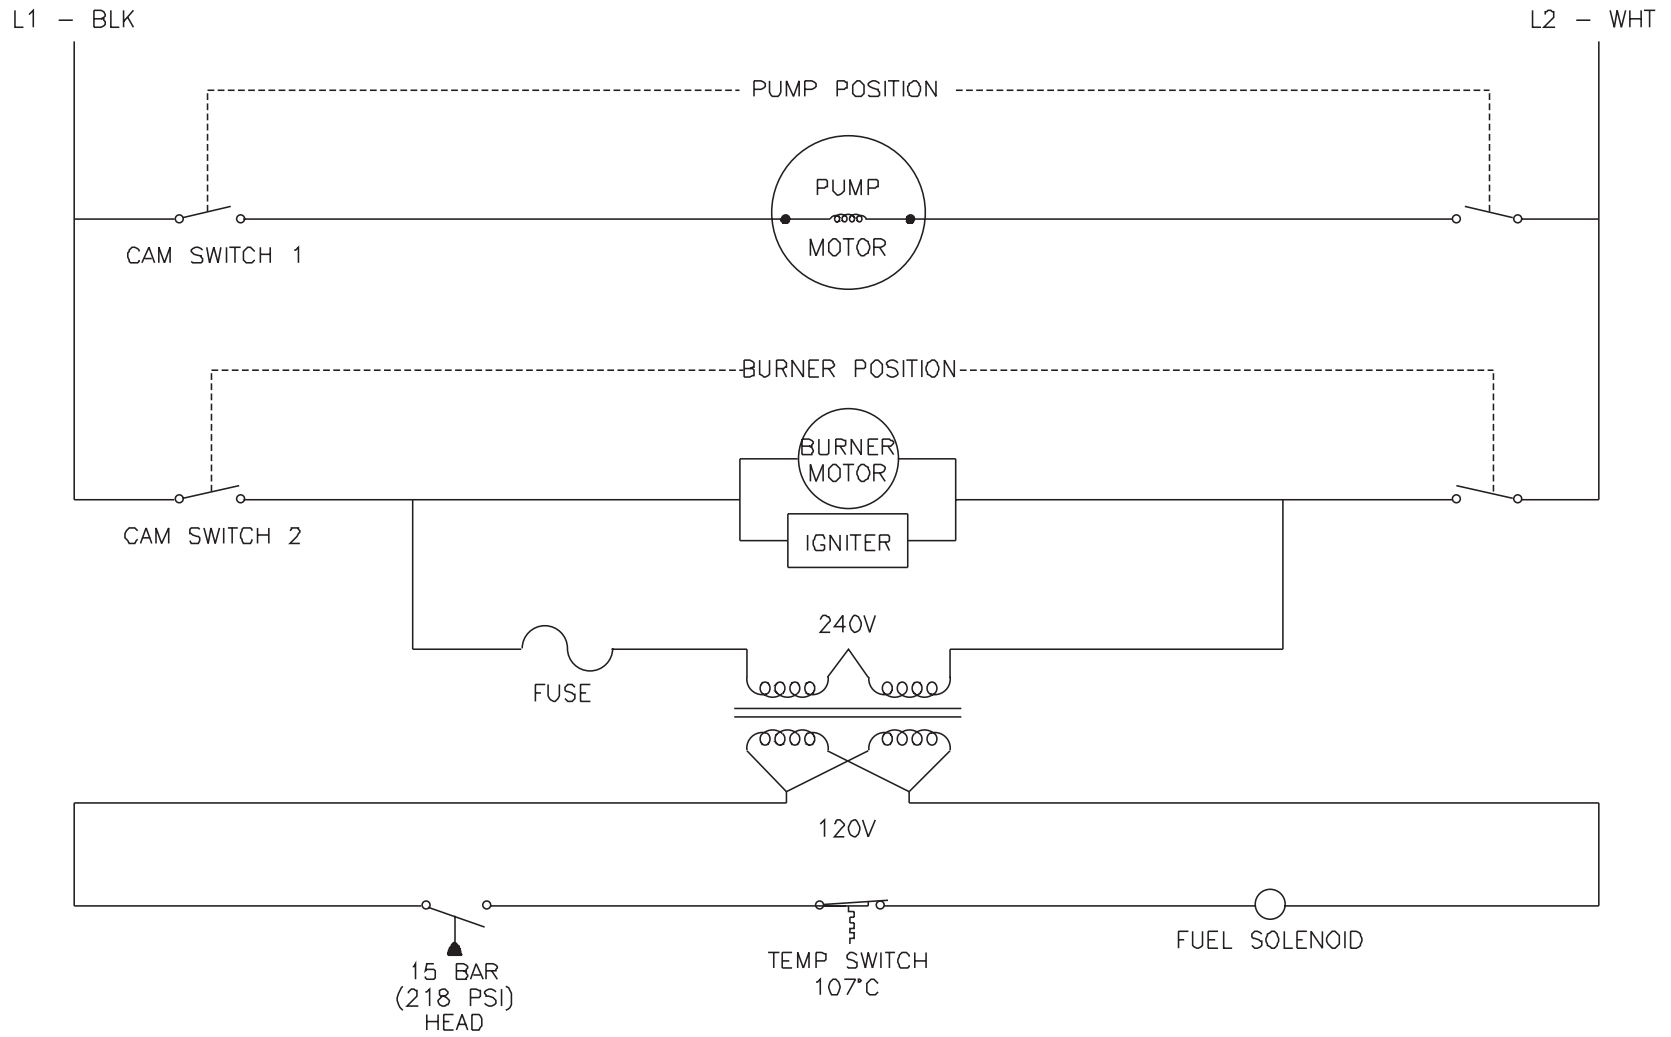 L1 - BLK
L2 - WHT
PUMP POSITION
PUMP
MOTOR
CAM SWITCH 1
BURNER POSITION
BURNER
MOTOR
CAM SWITCH 2
IGNITER
240V
FUSE
120V
FUEL SOLENOID
TEMP SWITCH
107°C
15 BAR
(218 PSI)
HEAD